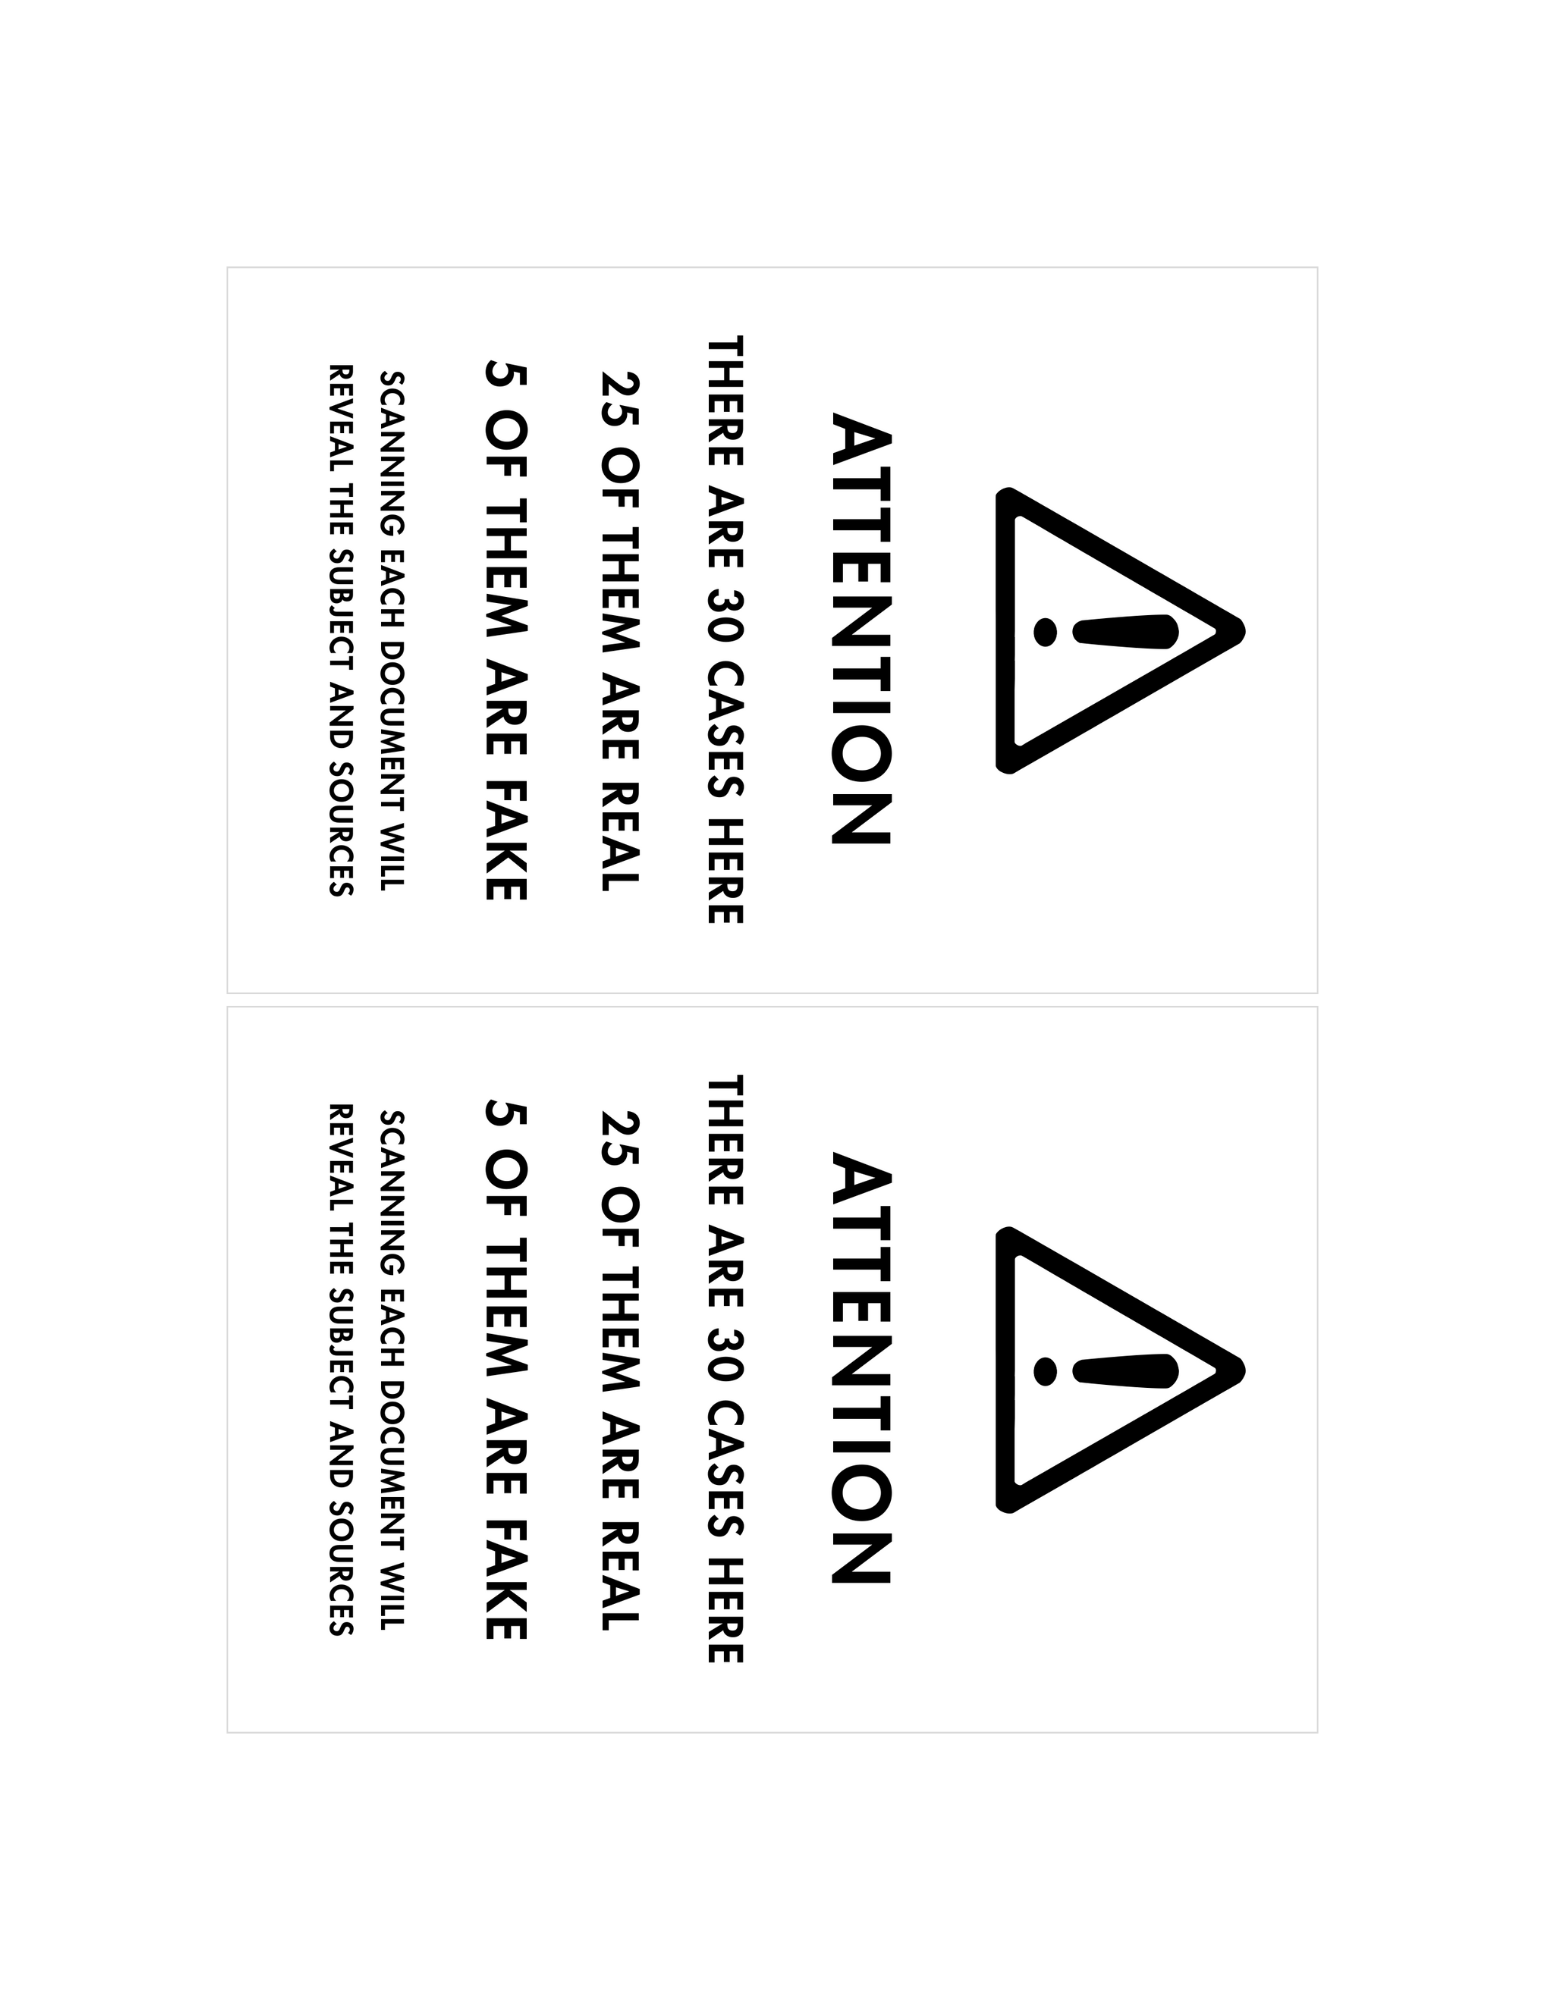 ATTENTION
THERE ARE 30 CASES HERE
25 OF THEM ARE REAL
5 OF THEM ARE FAKE
SCANNING EACH DOCUMENT WILL
REVEAL THE SUBJECT AND SOURCES
ATTENTION
THERE ARE 30 CASES HERE
25 OF THEM ARE REAL
5 OF THEM ARE FAKE
SCANNING EACH DOCUMENT WILL
REVEAL THE SUBJECT AND SOURCES